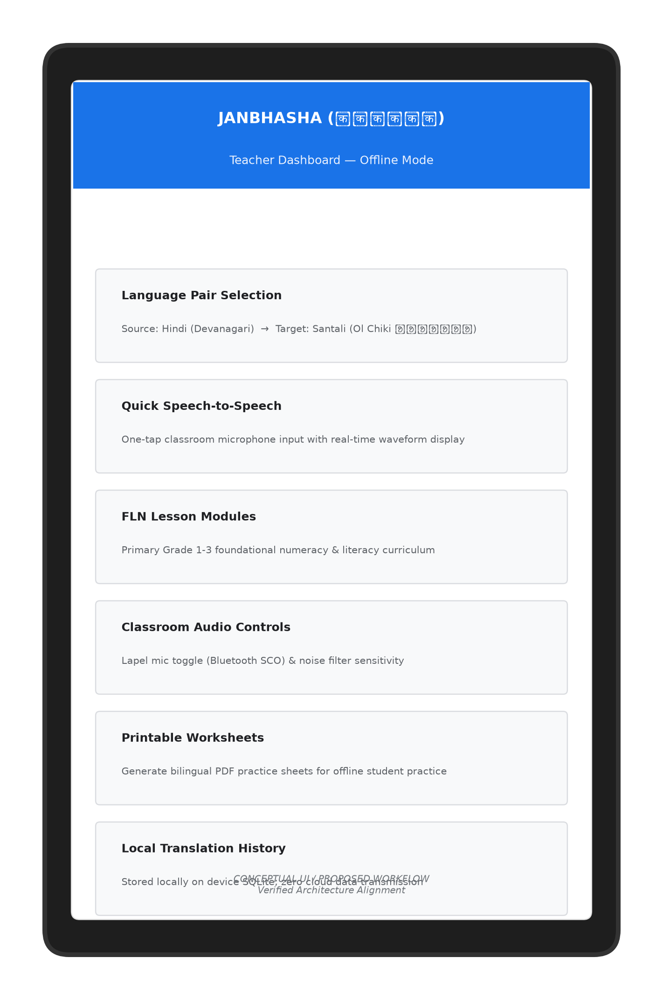 JANBHASHA ()
Teacher Dashboard — Offline Mode
Language Pair Selection
Source: Hindi (Devanagari) → Target: Santali (Ol Chiki )
Quick Speech-to-Speech
One-tap classroom microphone input with real-time waveform display
FLN Lesson Modules
Primary Grade 1-3 foundational numeracy & literacy curriculum
Classroom Audio Controls
Lapel mic toggle (Bluetooth SCO) & noise filter sensitivity
Printable Worksheets
Generate bilingual PDF practice sheets for offline student practice
Local Translation History
Stored locally on device SQLite; zero cloud data transmission
CONCEPTUAL UI / PROPOSED WORKFLOW
Verified Architecture Alignment